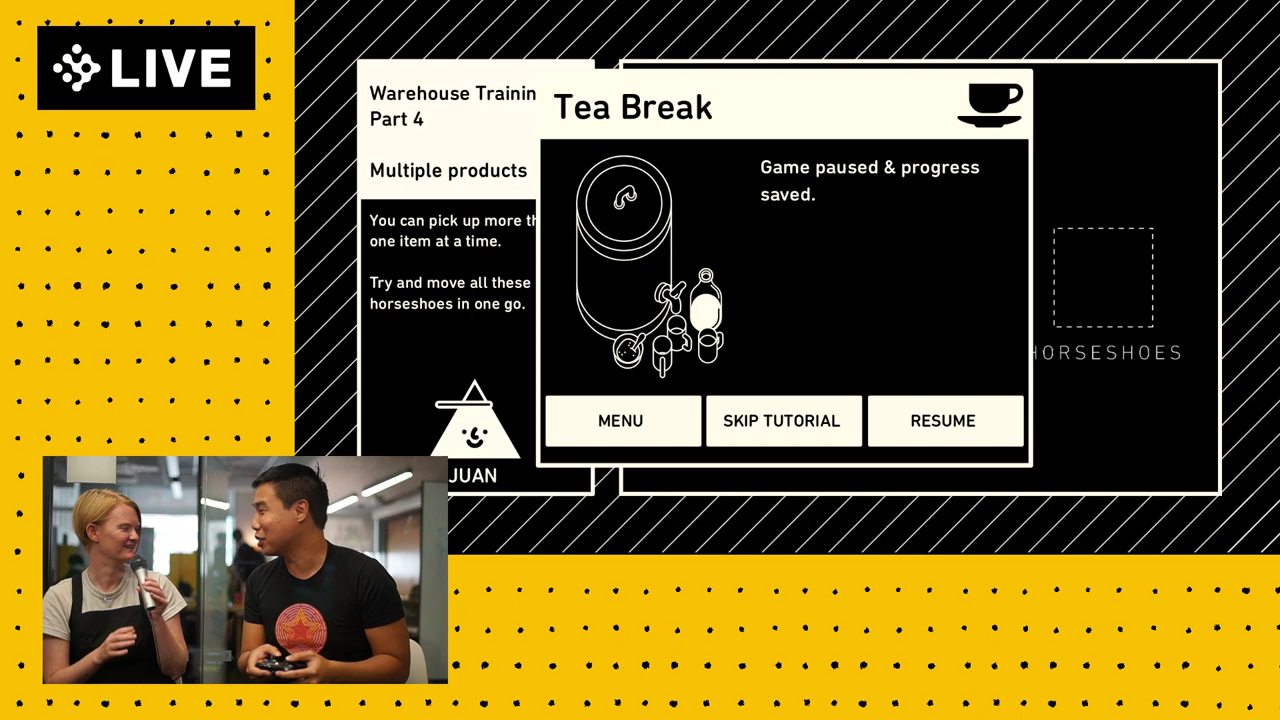 LIVE
Warehouse Trainin
Part 4
Multiple products
You can pick up more th
one item at a time.
Try and move all these
horseshoes in one go.
JUAN
Tea Break
Game paused & progress
saved.
MENU
SKIP TUTORIAL
RESUME
HORSESHOES